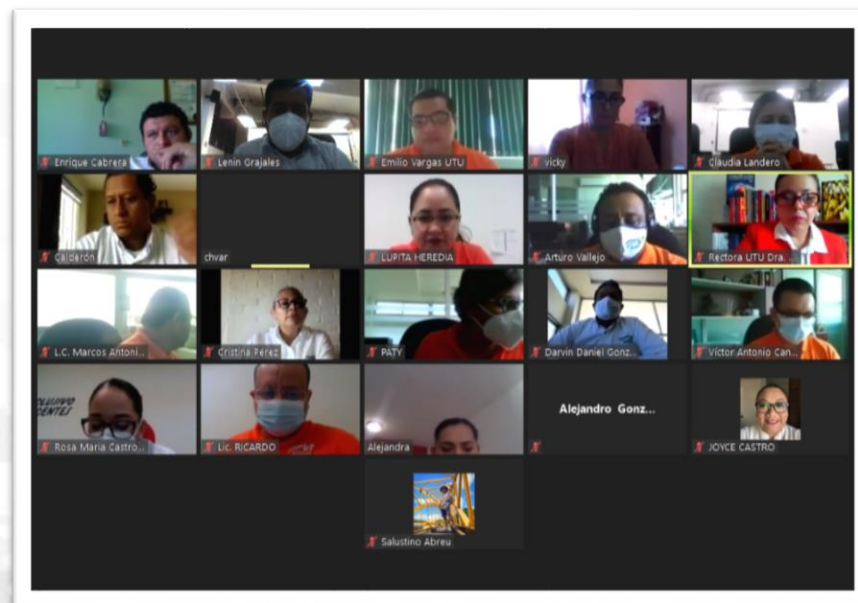 Enrique Cabrera
Lenin Grajales
Emilio Vargas UTU
vicky
Claudia Landero
Calderón
chvar
LUPITA HEREDIA
Arturo Vallejo
Rectora UTU Dra. ...
L.C. Marcos Antoni...
Cristina Pérez
PATY
Darvin Daniel Gonz...
Víctor Antonio Can...
Rosa Maria Castro...
Lic. RICARDO
Alejandra
Alejandro Gonz...
JOYCE CASTRO
Salustino Abreu